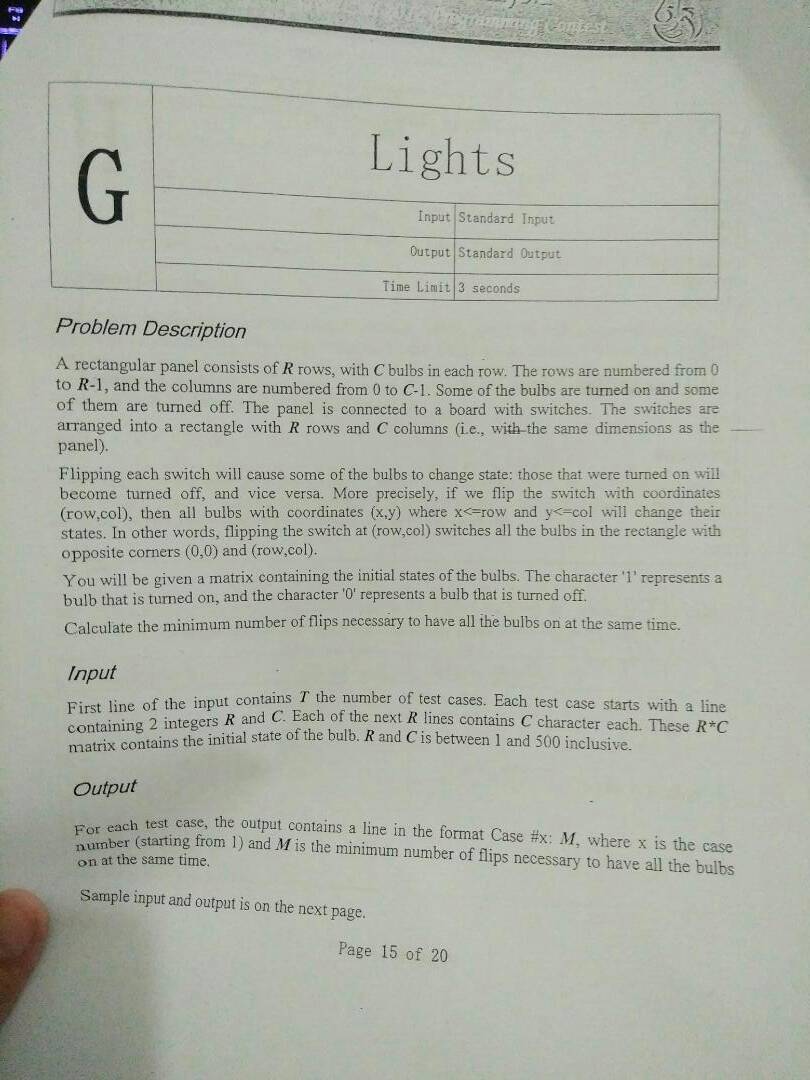 Programming Contest
G
Lights
Input Standard Input
Output Standard Output
Time Limit 3 seconds
Problem Description
A rectangular panel consists of R rows, with C bulbs in each row. The rows are numbered from 0
to R-1, and the columns are numbered from 0 to C-1. Some of the bulbs are turned on and some
of them are turned off. The panel is connected to a board with switches. The switches are
arranged into a rectangle with R rows and C columns (i.e., with the same dimensions as the
panel).
Flipping each switch will cause some of the bulbs to change state: those that were turned on will
become turned off, and vice versa. More precisely, if we flip the switch with coordinates
(row,col), then all bulbs with coordinates (x,y) where x<=row and y<=col will change their
states. In other words, flipping the switch at (row,col) switches all the bulbs in the rectangle with
opposite corners (0,0) and (row,col).
You will be given a matrix containing the initial states of the bulbs. The character '1' represents a
bulb that is turned on, and the character '0' represents a bulb that is turned off.
Calculate the minimum number of flips necessary to have all the bulbs on at the same time.
Input
First line of the input contains T the number of test cases. Each test case starts with a line
containing 2 integers R and C. Each of the next R lines contains C character each. These R*C
matrix contains the initial state of the bulb. R and C is between 1 and 500 inclusive.
Output
For each test case, the output contains a line in the format Case #x: M, where x is the case
number (starting from 1) and M is the minimum number of flips necessary to have all the bulbs
on at the same time.
Sample input and output is on the next page.
Page 15 of 20